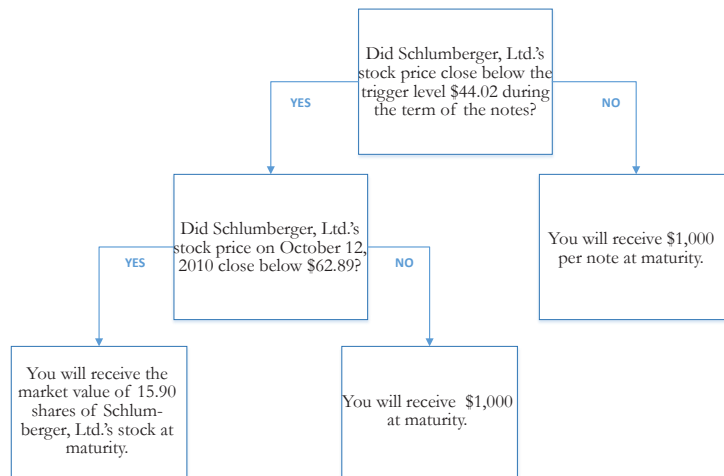 Did Schlumberger, Ltd.'s
stock price close below the
trigger level $44.02 during
the term of the notes?
YES
NO
Did Schlumberger, Ltd.'s
stock price on October 12,
2010 close below $62.89?
You will receive $1,000
per note at maturity.
YES
NO
You will receive the
market value of 15.90
shares of Schlum-
berger, Ltd.'s stock at
maturity.
You will receive $1,000
at maturity.